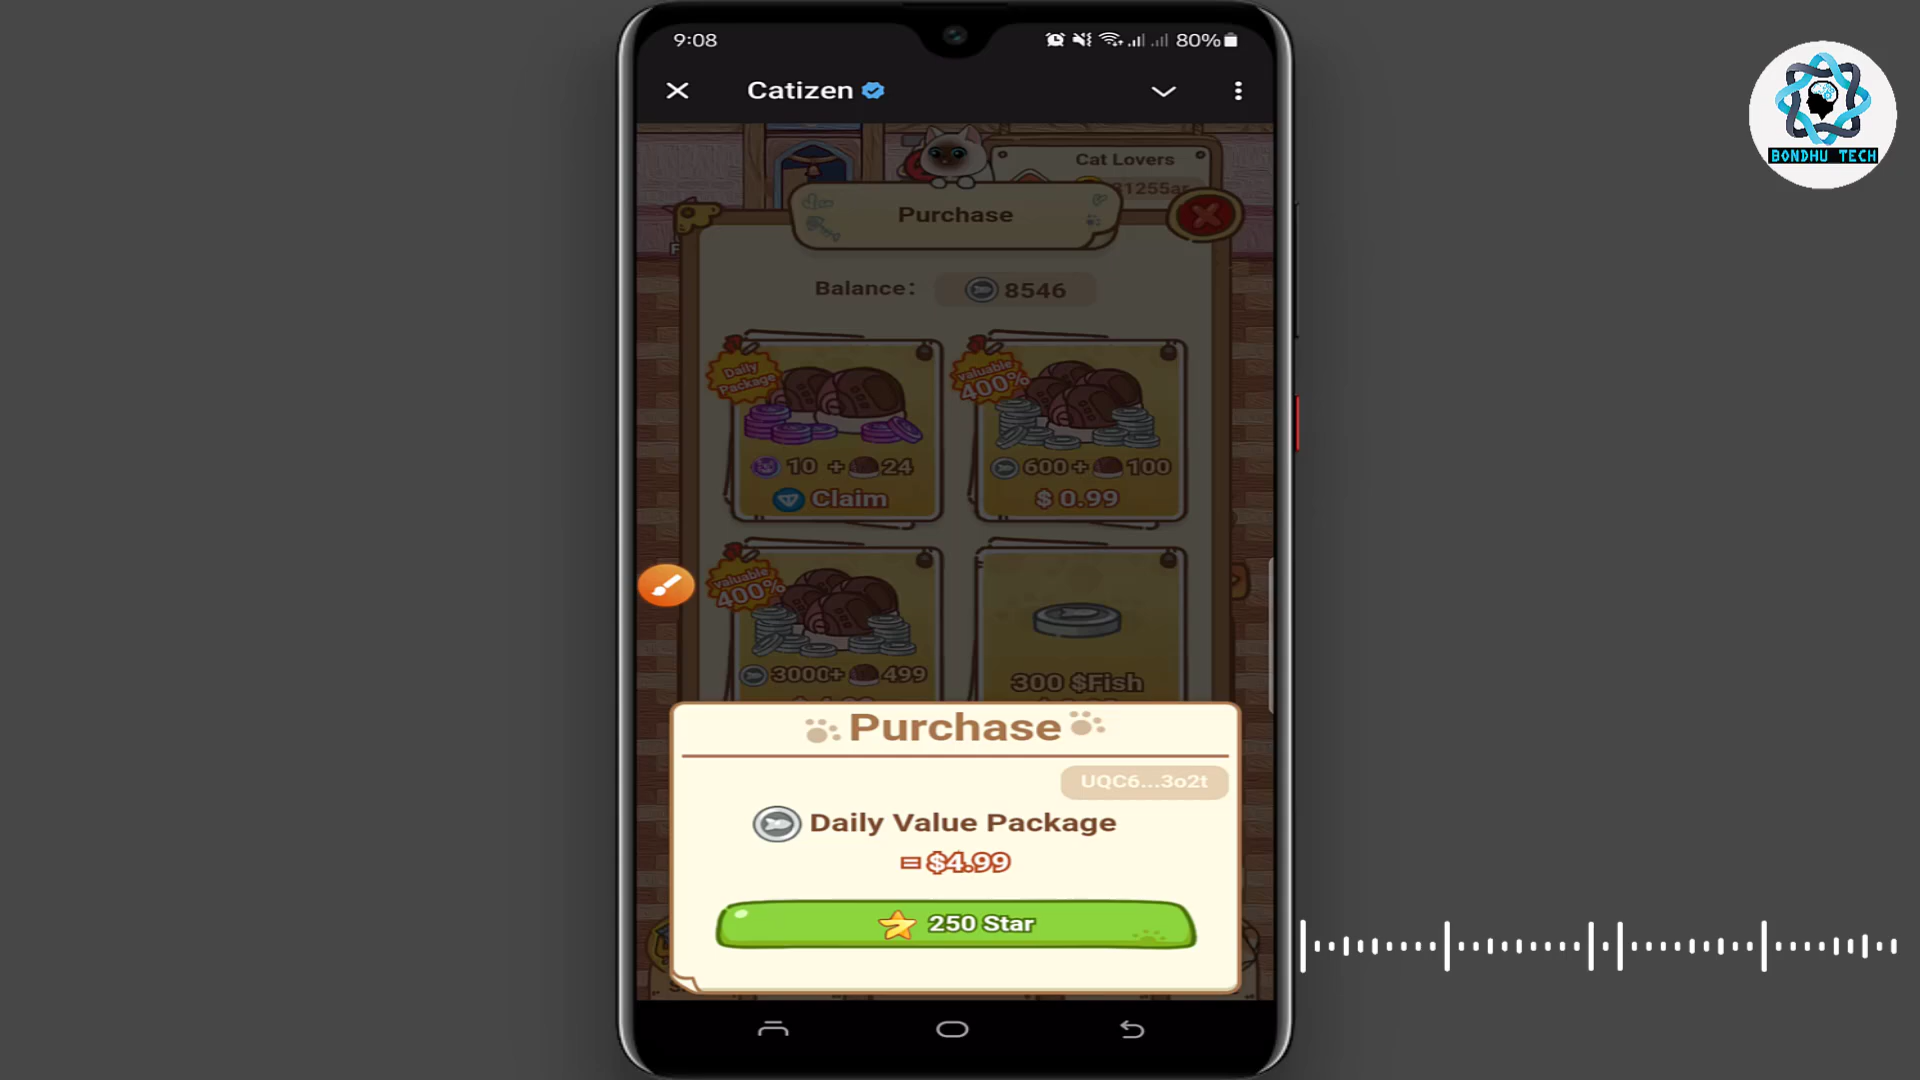 9:08
80%
Catizen
BONDHU TECH
Cat Lovers
Purchase
Balance:
8546
Daily
Package
valuable
400%
10 + 24
600 + 100
Claim
$ 0.99
valuable
400%
3000+ 499
300 $Fish
Purchase
UQC6...3o2t
Daily Value Package
= $4.99
250 Star